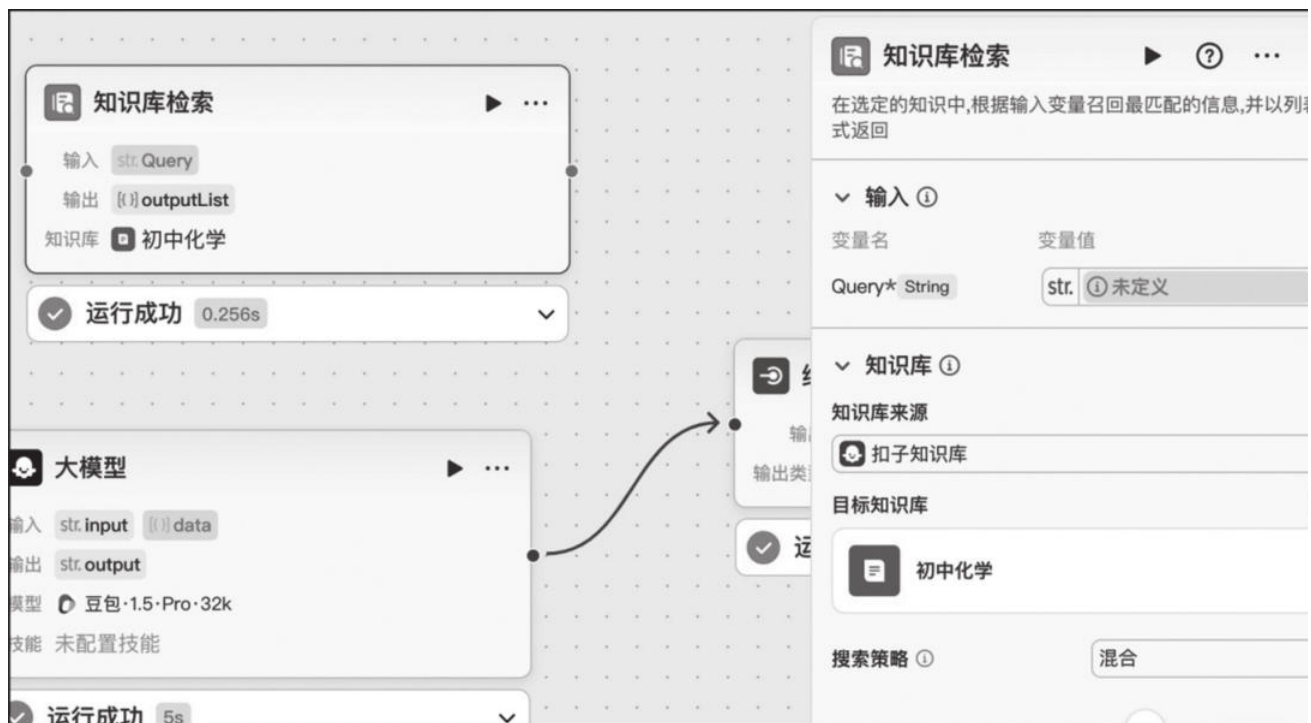 知识库检索
输入 str. Query
输出 [()] outputList
知识库 初中化学
运行成功 0.256s
大模型
输入 str. input [()] data
输出 str. output
模型 豆包·1.5·Pro·32k
技能 未配置技能
运行成功 5s
输出类
知识库检索
在选定的知识中,根据输入变量召回最匹配的信息,并以列表
式返回
输入
变量名 变量值
Query* String str. 未定义
知识库
知识库来源
扣子知识库
目标知识库
初中化学
搜索策略 混合